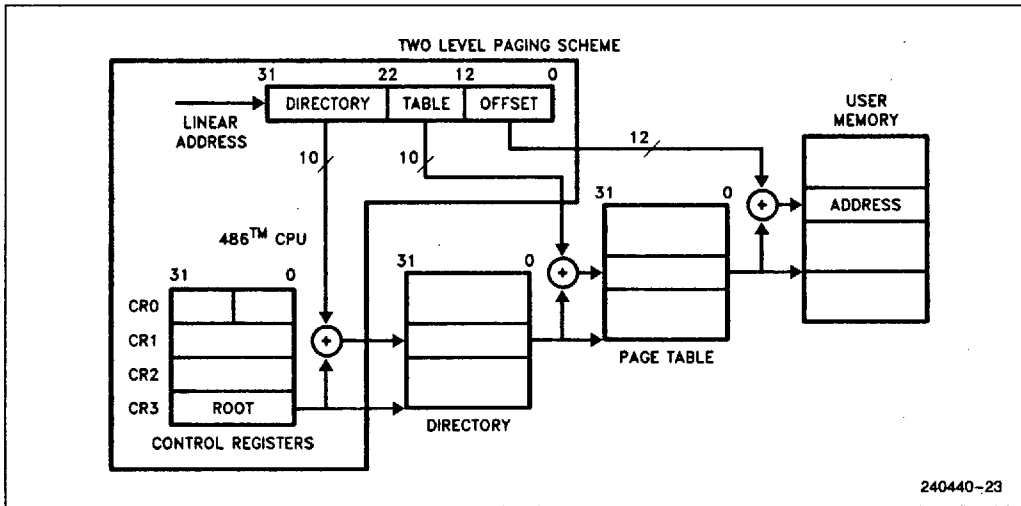 TWO LEVEL PAGING SCHEME
31 22 12 0
DIRECTORY TABLE OFFSET
LINEAR
ADDRESS
USER
MEMORY
10 10 12
31 0
ADDRESS
486™ CPU
31 0
31 0
CR0
CR1
CR2
CR3 ROOT
PAGE TABLE
DIRECTORY
CONTROL REGISTERS
240440-23